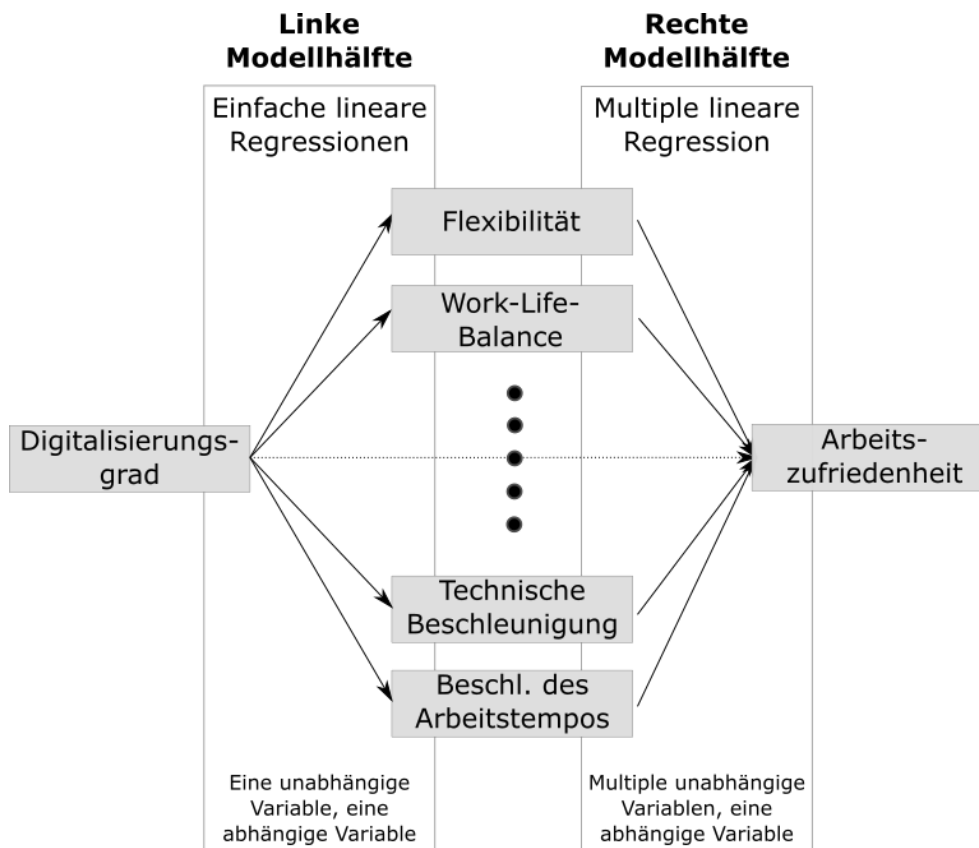 Linke
Modellhälfte
Rechte
Modellhälfte
Einfache lineare
Regressionen
Multiple lineare
Regression
Flexibilität
Work-Life-
Balance
Digitalisierungs-
grad
Arbeits-
zufriedenheit
Technische
Beschleunigung
Beschl. des
Arbeitstempos
Eine unabhängige
Variable, eine
abhängige Variable
Multiple unabhängige
Variablen, eine
abhängige Variable